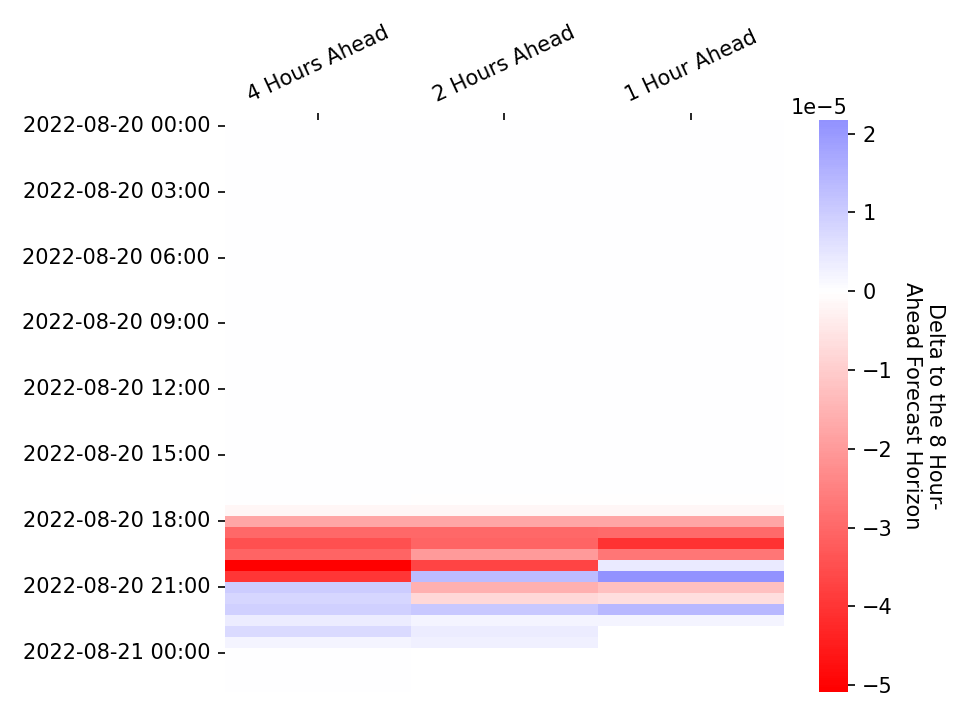 4 Hours Ahead
2 Hours Ahead
1 Hour Ahead
1e−5
2022-08-20 00:00
2022-08-20 03:00
2022-08-20 06:00
2022-08-20 09:00
2022-08-20 12:00
2022-08-20 15:00
2022-08-20 18:00
2022-08-20 21:00
2022-08-21 00:00
2
1
0
−1
−2
−3
−4
−5
Delta to the 8 Hour-
Ahead Forecast Horizon